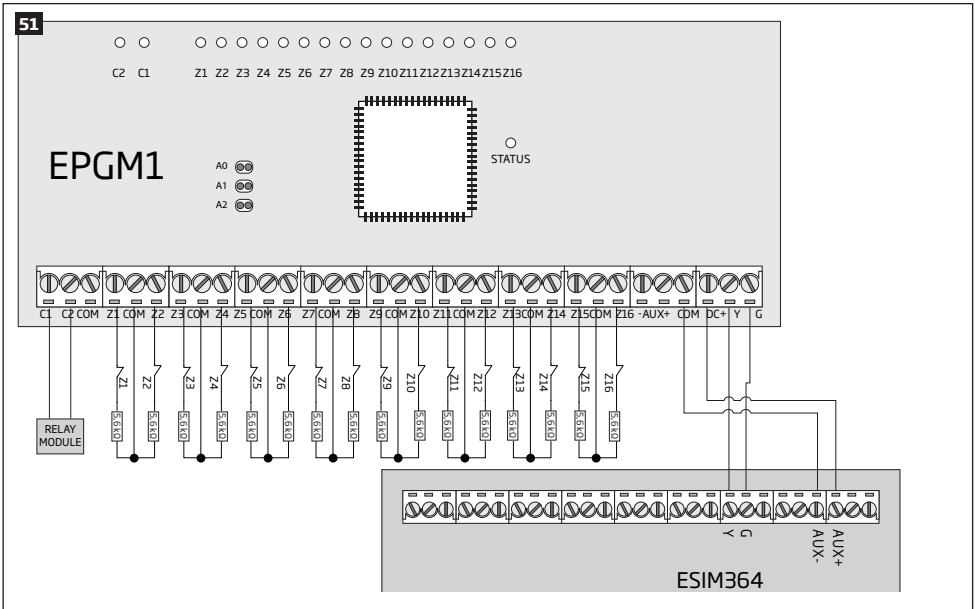 51
C2 C1 Z1 Z2 Z3 Z4 Z5 Z6 Z7 Z8 Z9 Z10 Z11 Z12 Z13 Z14 Z15 Z16
STATUS
EPGM1
A0
A1
A2
C1 C2 COM Z1 COM Z2 Z3 COM Z4 Z5 COM Z6 Z7 COM Z8 Z9 COM Z10 Z11 COM Z12 Z13 COM Z14 Z15 COM Z16 -AUX+ COM DC+ Y G
Z1 Z2 Z3 Z4 Z5 Z6 Z7 Z8 Z9 Z10 Z11 Z12 Z13 Z14 Z15 Z16
5,6kΩ 5,6kΩ 5,6kΩ 5,6kΩ 5,6kΩ 5,6kΩ 5,6kΩ 5,6kΩ 5,6kΩ 5,6kΩ 5,6kΩ 5,6kΩ 5,6kΩ 5,6kΩ 5,6kΩ 5,6kΩ
RELAY
MODULE
Y G AUX- AUX+
ESIM364